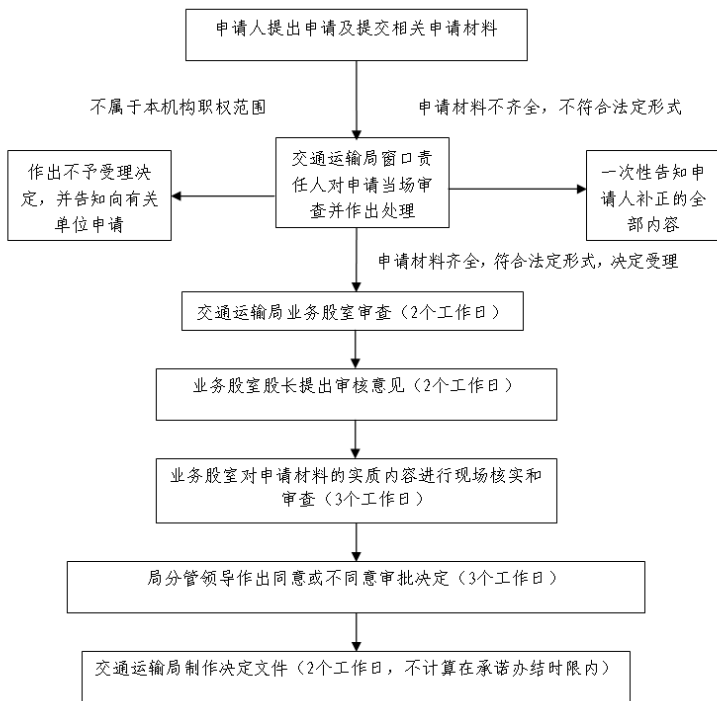 申请人提出申请及提交相关申请材料
不属于本机构职权范围
申请材料不齐全，不符合法定形式
作出不予受理决
定，并告知向有关
单位申请
交通运输局窗口责
任人对申请当场审
查并作出处理
一次性告知申
请人补正的全
部内容
申请材料齐全，符合法定形式，决定受理
交通运输局业务股室审查（2个工作日）
业务股室股长提出审核意见（2个工作日）
业务股室对申请材料的实质内容进行现场核实和
审查（3个工作日）
局分管领导作出同意或不同意审批决定（3个工作日）
交通运输局制作决定文件（2个工作日，不计算在承诺办结时限内）